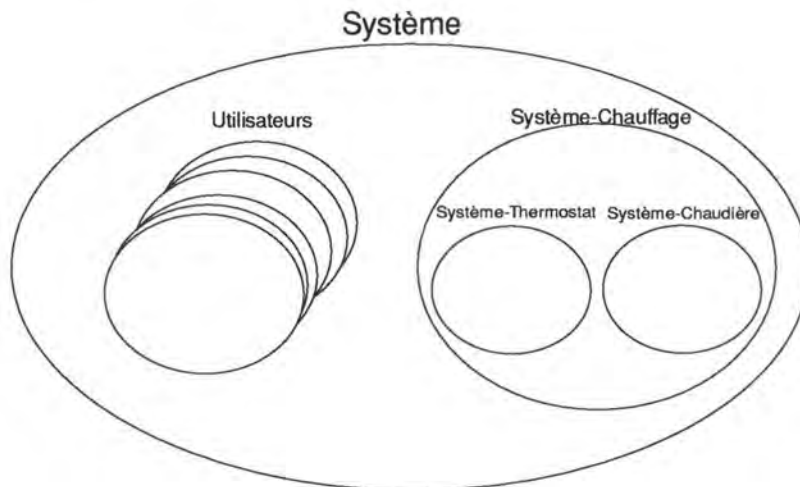 Système
Utilisateurs
Système-Chauffage
Système-Thermostat
Système-Chaudière